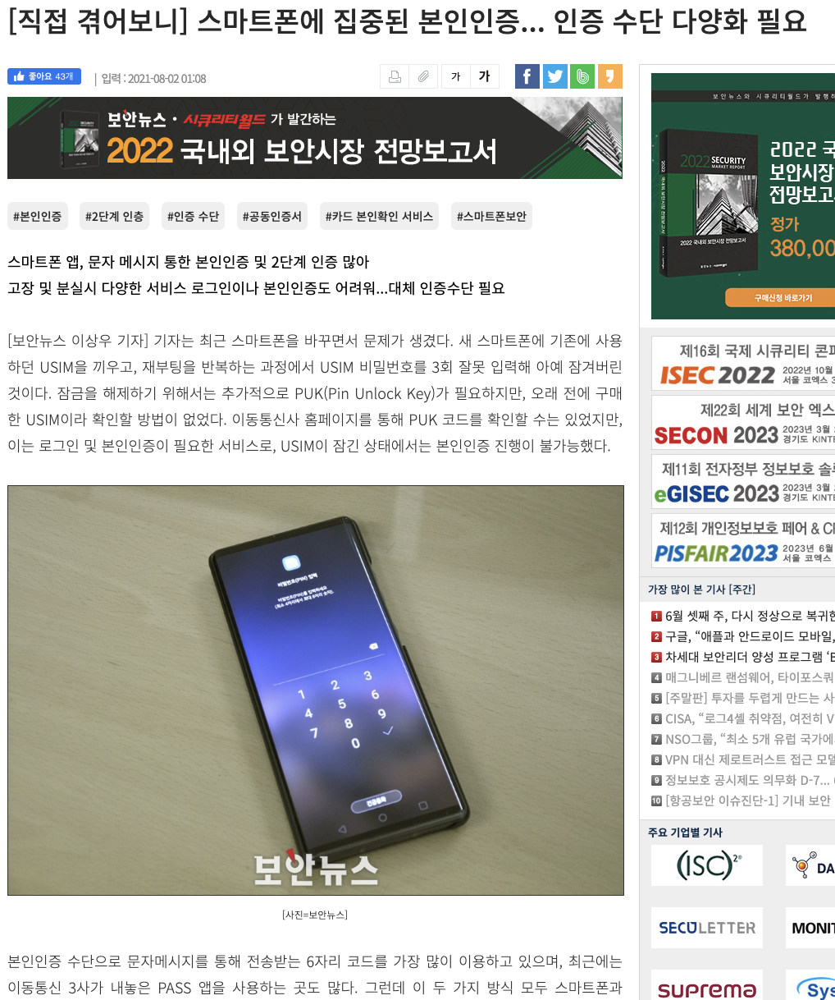 [직접 겪어보니] 스마트폰에 집중된 본인인증... 인증 수단 다양화 필요
좋아요 43개 | 입력 : 2021-08-02 01:08
가 가
보안뉴스 · 시큐리티월드 가 발간하는
2022 국내외 보안시장 전망보고서
#본인인증 #2단계 인층 #인증 수단 #공동인증서 #카드 본인확인 서비스 #스마트폰보안
스마트폰 앱, 문자 메시지 통한 본인인증 및 2단계 인증 많아
고장 및 분실시 다양한 서비스 로그인이나 본인인증도 어려워...대체 인증수단 필요
[보안뉴스 이상우 기자] 기자는 최근 스마트폰을 바꾸면서 문제가 생겼다. 새 스마트폰에 기존에 사용
하던 USIM을 끼우고, 재부팅을 반복하는 과정에서 USIM 비밀번호를 3회 잘못 입력해 아예 잠겨버린
것이다. 잠금을 해제하기 위해서는 추가적으로 PUK(Pin Unlock Key)가 필요하지만, 오래 전에 구매
한 USIM이라 확인할 방법이 없었다. 이동통신사 홈페이지를 통해 PUK 코드를 확인할 수는 있었지만,
이는 로그인 및 본인인증이 필요한 서비스로, USIM이 잠긴 상태에서는 본인인증 진행이 불가능했다.
비밀번호(PIN) 입력
비밀번호(PIN)를 입력하세요
(최소 4자리에서 최대 8자리 숫자).
1 2 3
4 5 6
7 8 9
0
긴급통화
보안뉴스
[사진=보안뉴스]
본인인증 수단으로 문자메시지를 통해 전송받는 6자리 코드를 가장 많이 이용하고 있으며, 최근에는
이동통신 3사가 내놓은 PASS 앱을 사용하는 곳도 많다. 그런데 이 두 가지 방식 모두 스마트폰과
보안뉴스와 시큐리티월드가 발행하
2022 SECURITY
MARKET REPORT
2022 국내외 보안시장 전망보고서
2022 국
보안시장
전망보고
정가
380,00
구매신청 바로가기
제16회 국제 시큐리티 콘퍼
ISEC 2022 2022년 10월
서울 코엑스 3
제22회 세계 보안 엑스
SECON 2023 2023년 3월
경기도 KINTE
제11회 전자정부 정보보호 솔루
eGISEC 2023 2023년 3월
경기도 KINTE
제12회 개인정보보호 페어 & CP
PISFAIR 2023 2023년 6월
서울 코엑스
가장 많이 본 기사 [주간]
1 6월 셋째 주, 다시 정상으로 복귀한
2 구글, “애플과 안드로이드 모바일,
3 차세대 보안리더 양성 프로그램 ‘B
4 매그니베르 랜섬웨어, 타이포스쿼
5 [주말판] 투자를 두렵게 만드는 사
6 CISA, “로그4셸 취약점, 여전히 V
7 NSO그룹, “최소 5개 유럽 국가에
8 VPN 대신 제로트러스트 접근 모델
9 정보보호 공시제도 의무화 D-7...
10 [항공보안 이슈진단-1] 기내 보안
주요 기업별 기사
(ISC)²® DA
SECULETTER MONIT
suprema Sys